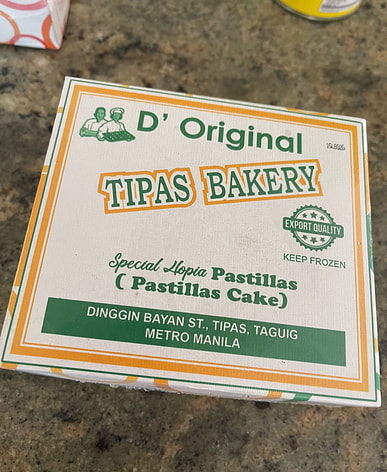 D' Original
TIPAS BAKERY
EXPORT QUALITY
KEEP FROZEN
Special Hopia Pastillas
( Pastillas Cake)
DINGGIN BAYAN ST., TIPAS, TAGUIG
METRO MANILA